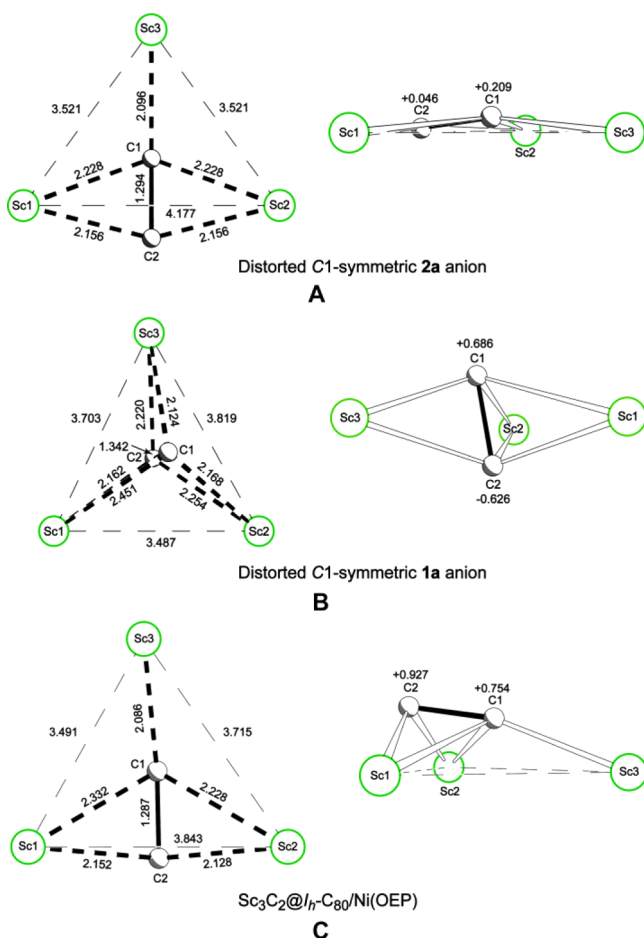 Sc3
3.521
2.096
3.521
+0.209
+0.046
C1
C2
C1
Sc1
Sc2
Sc3
2.228
1.294
2.228
Sc1
4.177
Sc2
2.156
2.156
C2
Distorted C1-symmetric 2a anion
A
Sc3
+0.686
C1
3.703
2.220
2.124
3.819
Sc3
Sc2
Sc1
1.342
C2
C1
2.162
2.451
2.168
2.254
C2
-0.626
Sc1
Sc2
3.487
Distorted C1-symmetric 1a anion
B
Sc3
+0.927
C2
+0.754
C1
3.491
2.086
3.715
C1
Sc1
Sc2
Sc3
2.332
1.287
2.228
Sc1
3.843
Sc2
2.152
2.128
C2
Sc₃C₂@Iₕ-C₈₀/Ni(OEP)
C